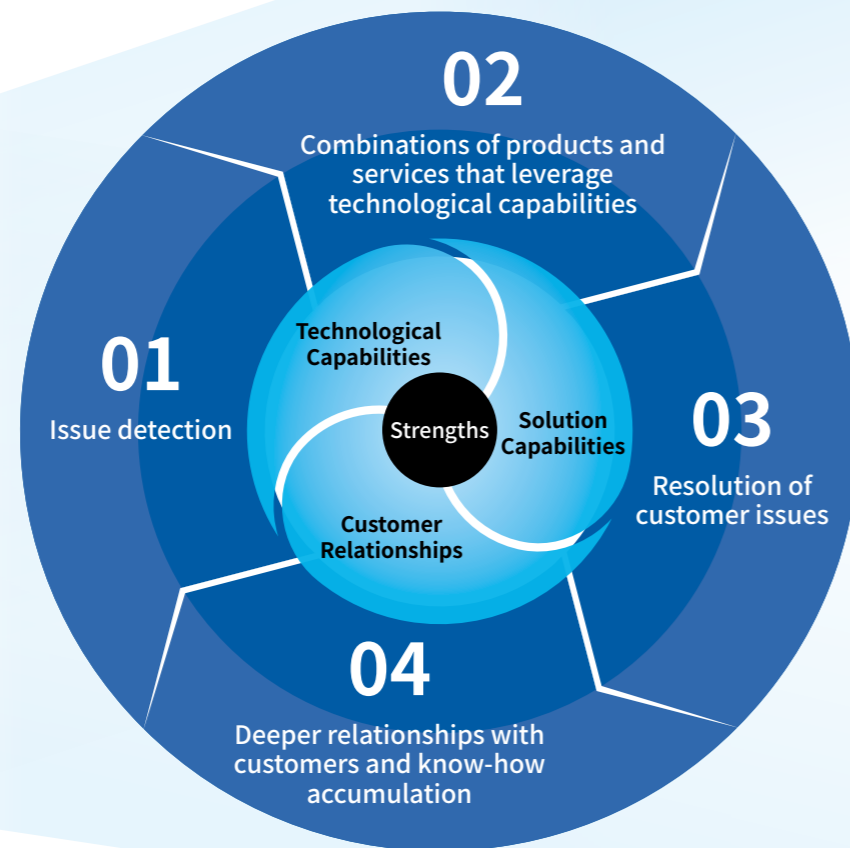 01
Issue detection
02
Combinations of products and
services that leverage
technological capabilities
03
Resolution of
customer issues
04
Deeper relationships with
customers and know-how
accumulation
Technological
Capabilities
Solution
Capabilities
Customer
Relationships
Strengths